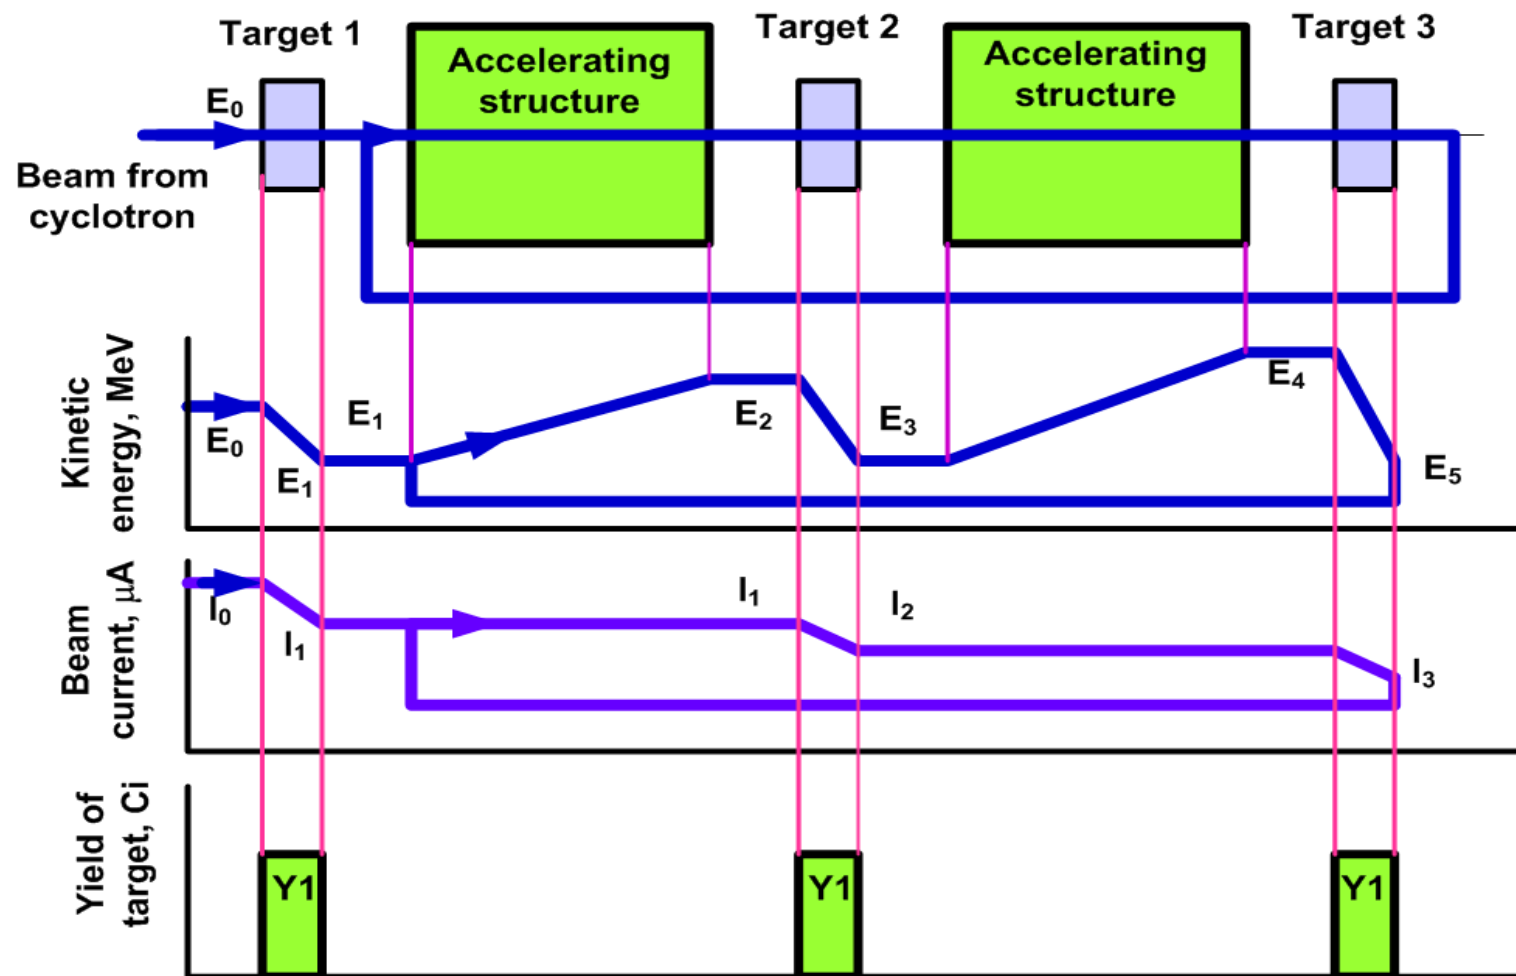 Target 1
Target 2
Target 3
Accelerating
structure
Accelerating
structure
E₀
Beam from
cyclotron
Kinetic
energy, MeV
E₀
E₁
E₁
E₂
E₃
E₄
E₅
Beam
current, μA
I₀
I₁
I₁
I₂
I₃
Yield of
target, Ci
Y1
Y1
Y1